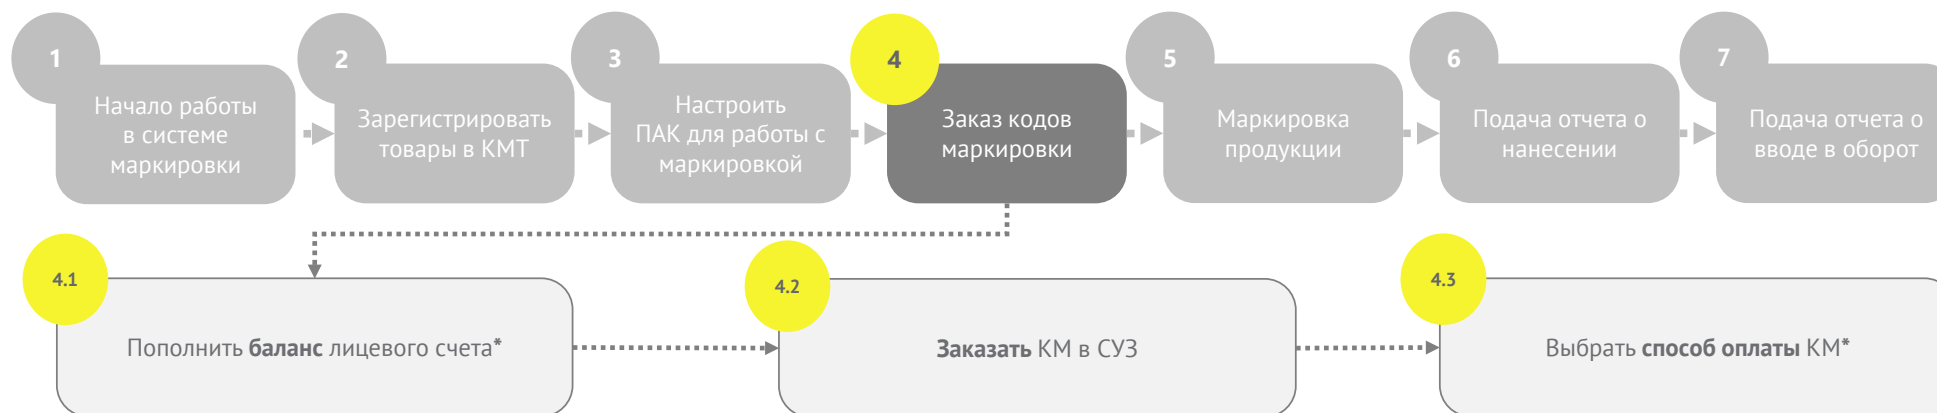 1
Начало работы
в системе
маркировки
2
Зарегистрировать
товары в КМТ
3
Настроить
ПАК для работы с
маркировкой
4
Заказ кодов
маркировки
5
Маркировка
продукции
6
Подача отчета о
нанесении
7
Подача отчета о
вводе в оборот
4.1
Пополнить баланс лицевого счета*
4.2
Заказать КМ в СУЗ
4.3
Выбрать способ оплаты КМ*